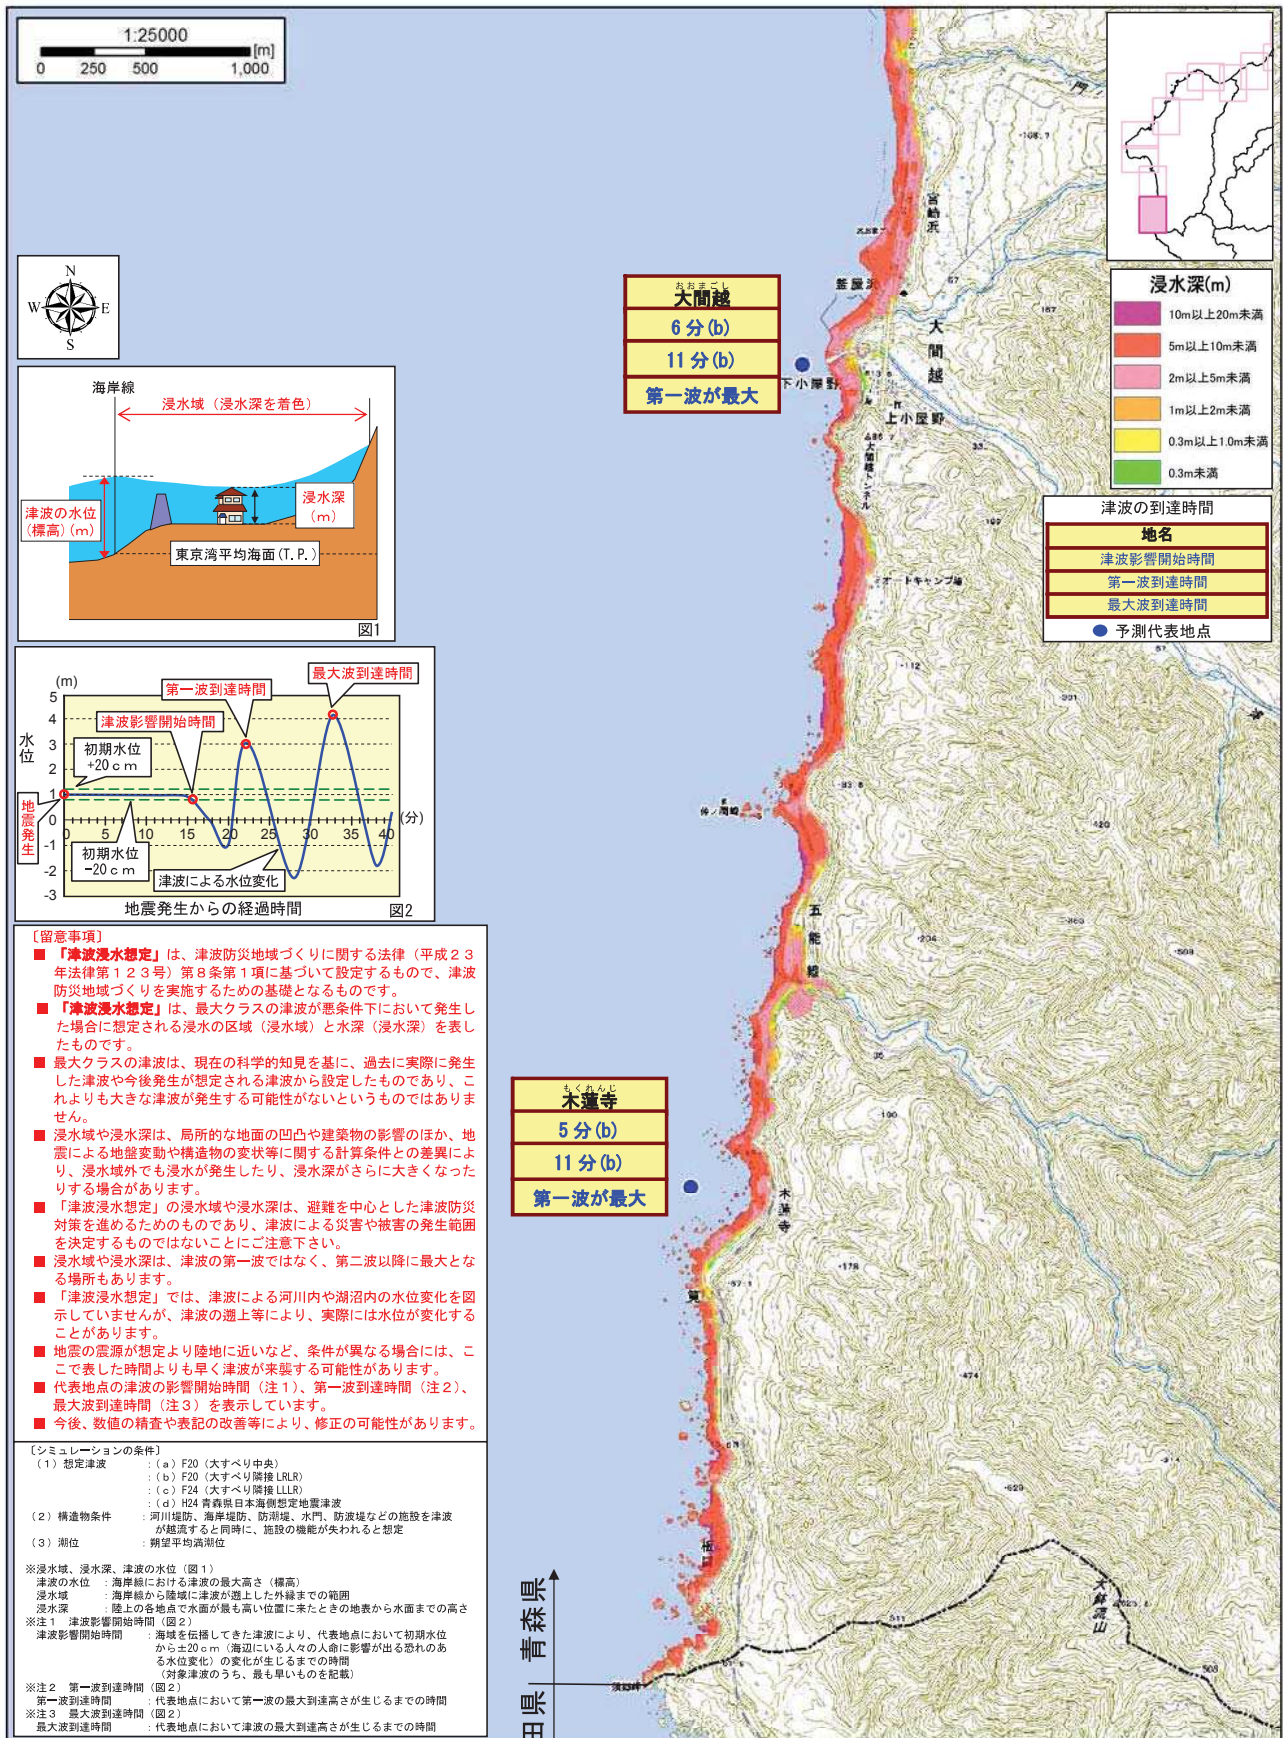 1:25000
[m]
0 250 500 1,000
N
W E
S
海岸線
浸水域（浸水深を着色）
浸水深
（m）
津波の水位
（標高）（m）
東京湾平均海面（T.P.）
図1
(m)
最大波到達時間
第一波到達時間
津波影響開始時間
初期水位
+20ｃｍ
水位
5
4
3
2
1
0
-1
-2
-3
地震発生
0 5 10 15 20 25 30 35 40
(分)
初期水位
-20ｃｍ
津波による水位変化
地震発生からの経過時間
図2
〔留意事項〕
■ 「津波浸水想定」は、津波防災地域づくりに関する法律（平成２３
年法律第１２３号）第８条第１項に基づいて設定するもので、津波
防災地域づくりを実施するための基礎となるものです。
■ 「津波浸水想定」は、最大クラスの津波が悪条件下において発生し
た場合に想定される浸水の区域（浸水域）と水深（浸水深）を表し
たものです。
■ 最大クラスの津波は、現在の科学的知見を基に、過去に実際に発生
した津波や今後発生が想定される津波から設定したものであり、こ
れよりも大きな津波が発生する可能性がないというものではありま
せん。
■ 浸水域や浸水深は、局所的な地面の凹凸や建築物の影響のほか、地
震による地盤変動や構造物の変状等に関する計算条件との差異によ
り、浸水域外でも浸水が発生したり、浸水深がさらに大きくなった
りする場合があります。
■ 「津波浸水想定」の浸水域や浸水深は、避難を中心とした津波防災
対策を進めるためのものであり、津波による災害や被害の発生範囲
を決定するものではないことにご注意下さい。
■ 浸水域や浸水深は、津波の第一波ではなく、第二波以降に最大とな
る場所もあります。
■ 「津波浸水想定」では、津波による河川内や湖沼内の水位変化を図
示していませんが、津波の遡上等により、実際には水位が変化する
ことがあります。
■ 地震の震源が想定より陸地に近いなど、条件が異なる場合には、こ
こで表した時間よりも早く津波が来襲する可能性があります。
■ 代表地点の津波の影響開始時間（注１）、第一波到達時間（注２）、
最大波到達時間（注３）を表示しています。
■ 今後、数値の精査や表記の改善等により、修正の可能性があります。
〔シミュレーションの条件〕
（１）想定津波 ：（ａ）F20（大すべり中央）
：（ｂ）F20（大すべり隣接LRLR）
：（ｃ）F24（大すべり隣接LLLR）
：（ｄ）H24 青森県日本海側想定地震津波
（２）構造物条件 ：河川堤防、海岸堤防、防潮堤、水門、防波堤などの施設を津波
が越流すると同時に、施設の機能が失われると想定
（３）潮位 ：朔望平均満潮位
※浸水域、浸水深、津波の水位（図１）
津波の水位 ：海岸線における津波の最大高さ（標高）
浸水域 ：海岸線から陸域に津波が遡上した外縁までの範囲
浸水深 ：陸上の各地点で水面が最も高い位置に来たときの地表から水面までの高さ
※注１ 津波影響開始時間（図２）
津波影響開始時間 ：海域を伝播してきた津波により、代表地点において初期水位
から±20ｃｍ（海辺にいる人々の人命に影響が出る恐れのあ
る水位変化）の変化が生じるまでの時間
（対象津波のうち、最も早いものを記載）
※注２ 第一波到達時間（図２）
第一波到達時間 ：代表地点において第一波の最大到達高さが生じるまでの時間
※注３ 最大波到達時間（図２）
最大波到達時間 ：代表地点において津波の最大到達高さが生じるまでの時間
おおまごし
大間越
6 分(b)
11 分(b)
第一波が最大
もくれんじ
木蓮寺
5 分(b)
11 分(b)
第一波が最大
浸水深(m)
10m以上20m未満
5m以上10m未満
2m以上5m未満
1m以上2m未満
0.3m以上1.0m未満
0.3m未満
津波の到達時間
地名
津波影響開始時間
第一波到達時間
最大波到達時間
予測代表地点
宮崎浜
釜屋浜
大間越
下小屋野
上小屋野
大間越トンネル
オートキャンプ場
五能線
木蓮寺
167
67
・112
・204
・178
・474
311
508
青森県
田県